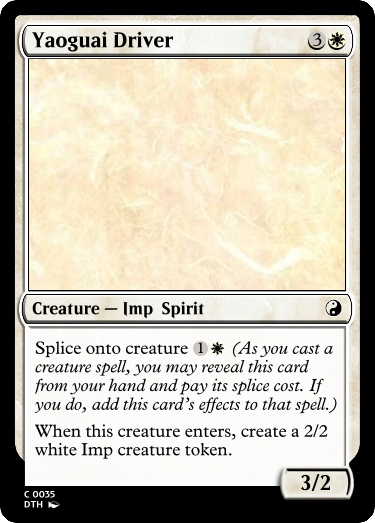 Yaoguai Driver 3
Creature — Imp Spirit
Splice onto creature 1 (As you cast a
creature spell, you may reveal this card
from your hand and pay its splice cost. If
you do, add this card's effects to that spell.)
When this creature enters, create a 2/2
white Imp creature token.
3/2
C 0035
DTH